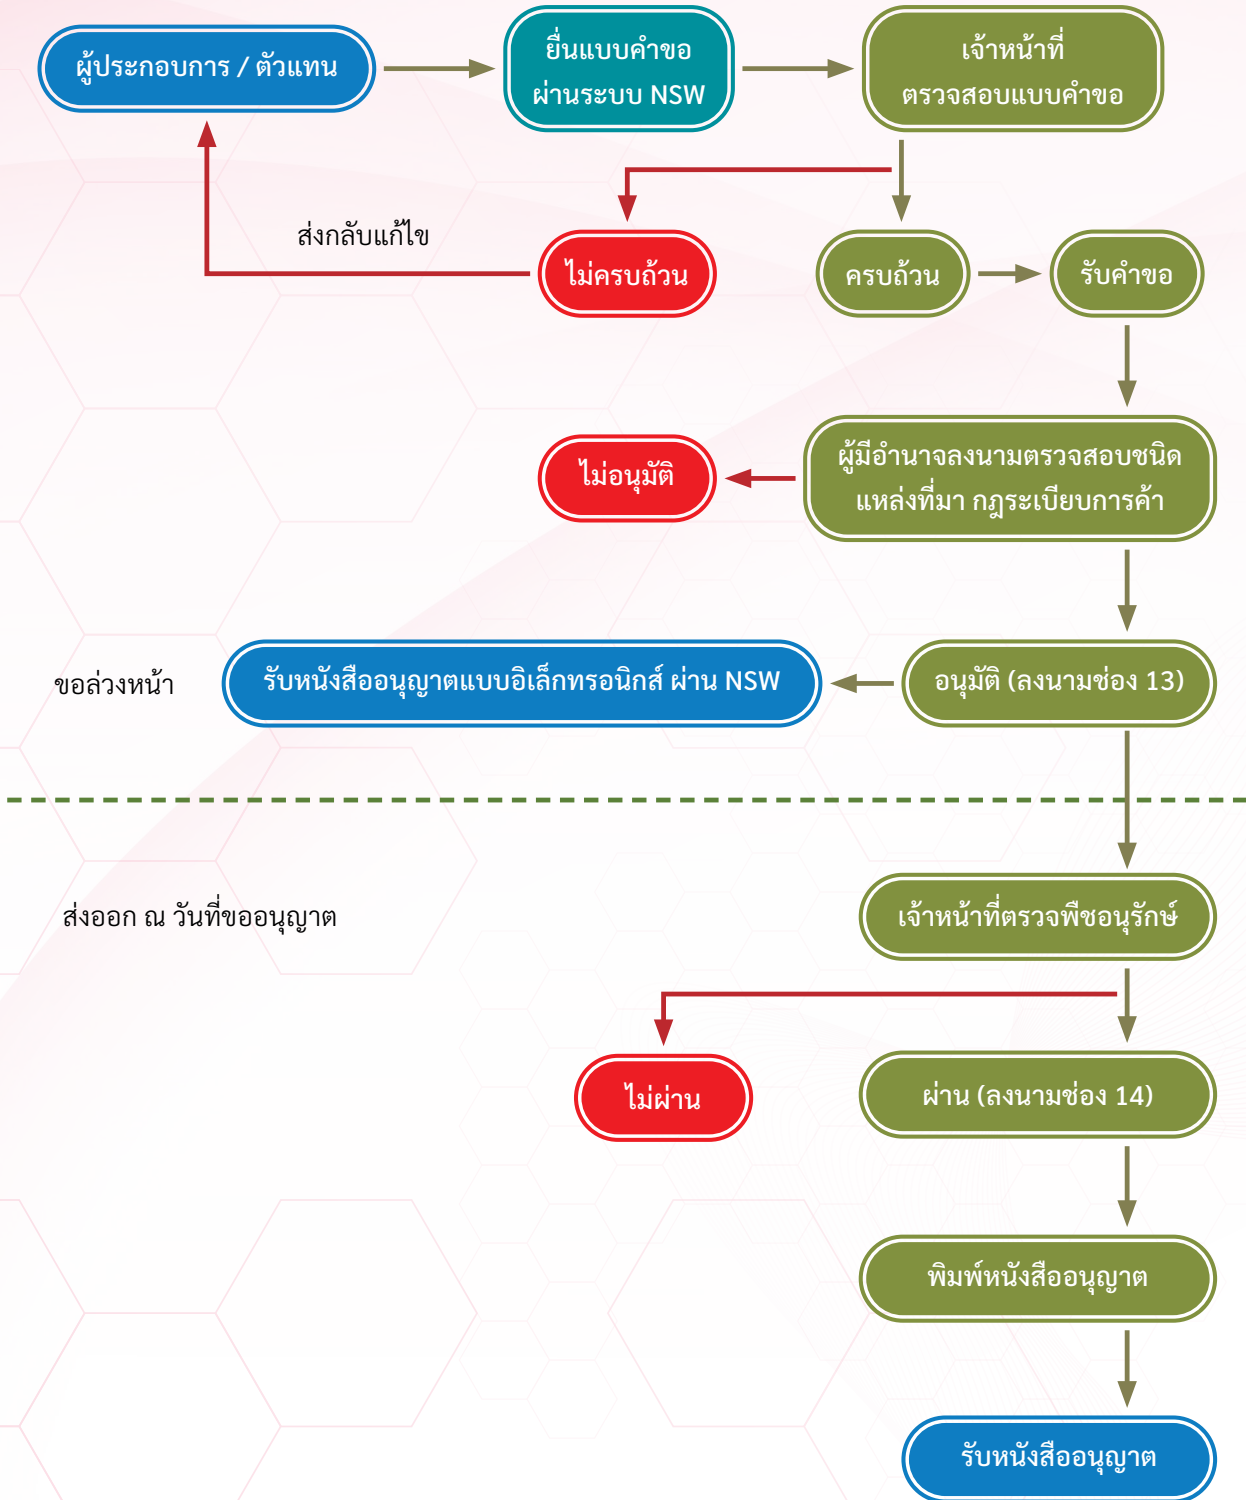 ผู้ประกอบการ / ตัวแทน
ยื่นแบบคำขอ
ผ่านระบบ NSW
เจ้าหน้าที่
ตรวจสอบแบบคำขอ
ส่งกลับแก้ไข
ไม่ครบถ้วน
ครบถ้วน
รับคำขอ
ไม่อนุมัติ
ผู้มีอำนาจลงนามตรวจสอบชนิด
แหล่งที่มา กฎระเบียบการค้า
ขอล่วงหน้า
รับหนังสืออนุญาตแบบอิเล็กทรอนิกส์ ผ่าน NSW
อนุมัติ (ลงนามช่อง 13)
ส่งออก ณ วันที่ขออนุญาต
เจ้าหน้าที่ตรวจพืชอนุรักษ์
ไม่ผ่าน
ผ่าน (ลงนามช่อง 14)
พิมพ์หนังสืออนุญาต
รับหนังสืออนุญาต